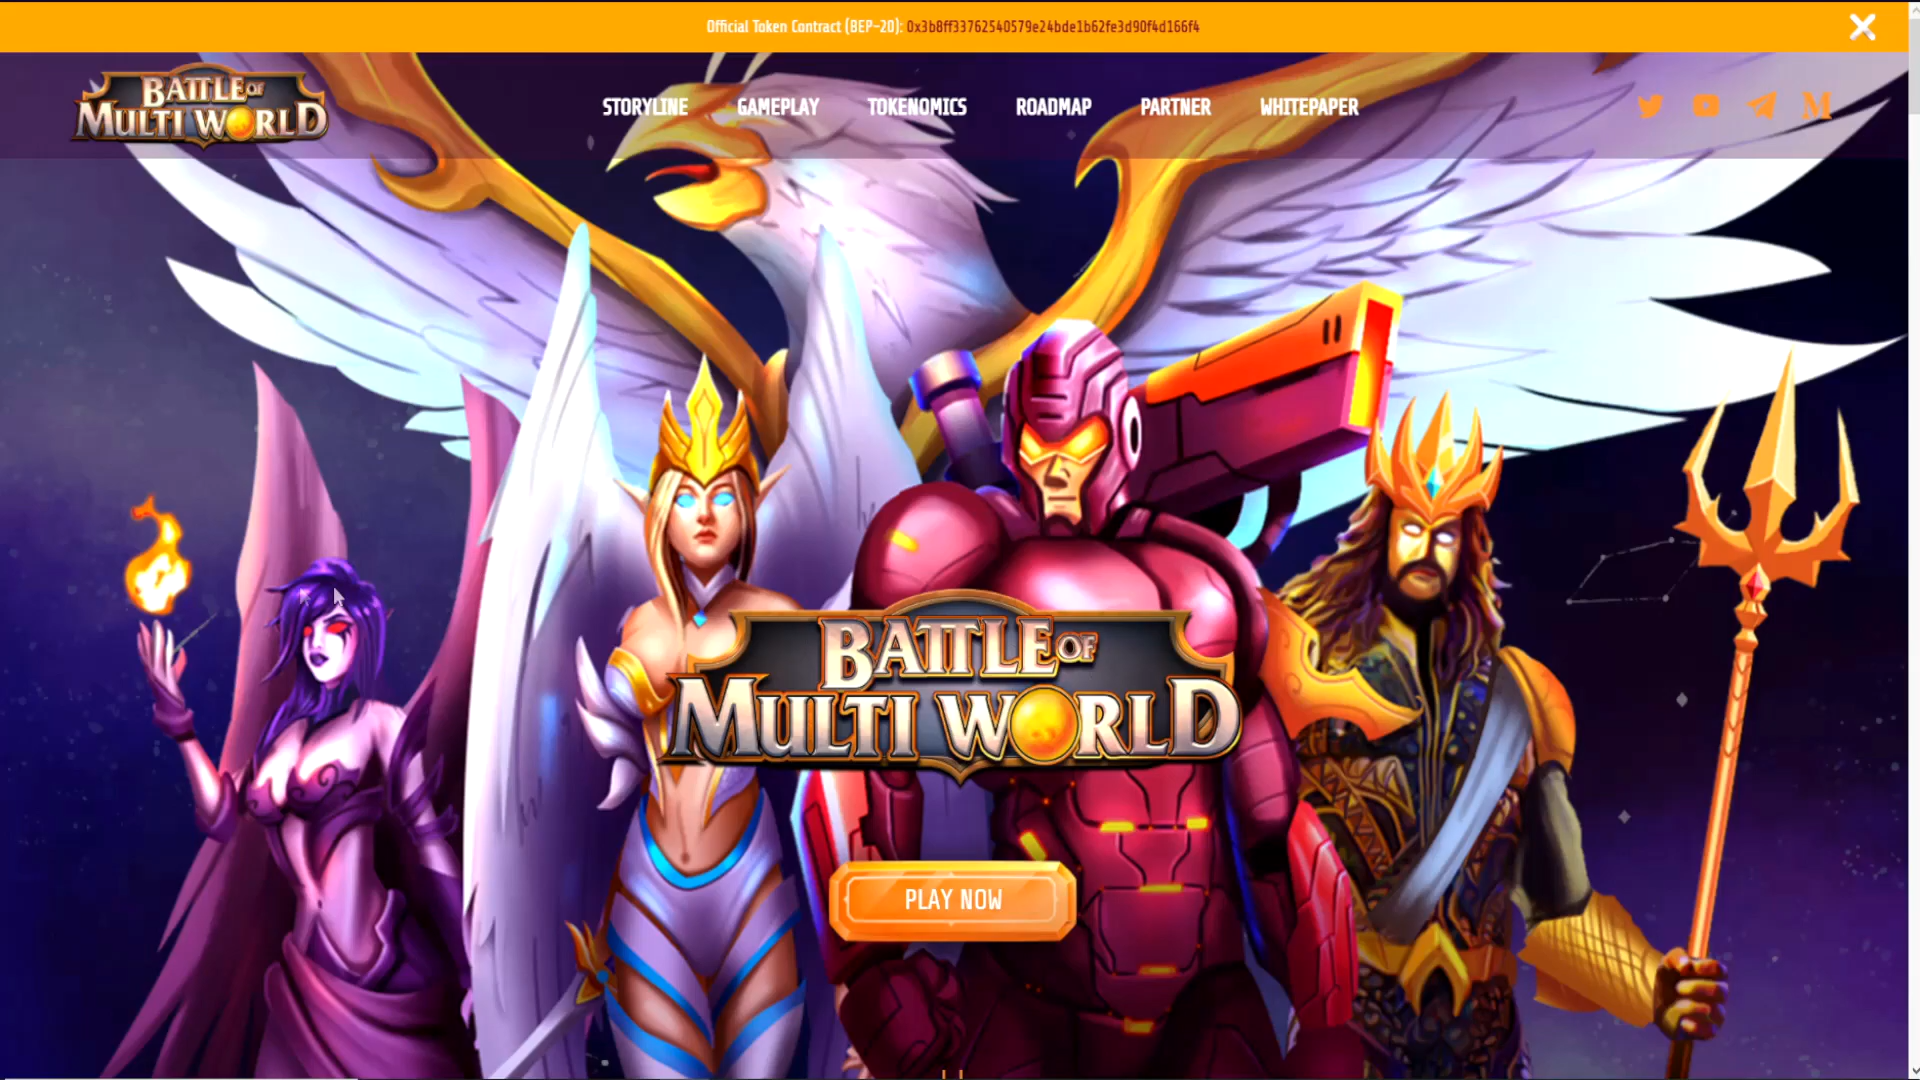 Official Token Contract (BEP-20): 0x3b8ff33762540579e24bde1b62fe3d90f4d166f4
BATTLE OF
MULTI WORLD
STORYLINE GAMEPLAY TOKENOMICS ROADMAP PARTNER WHITEPAPER
BATTLE OF
MULTI WORLD
PLAY NOW